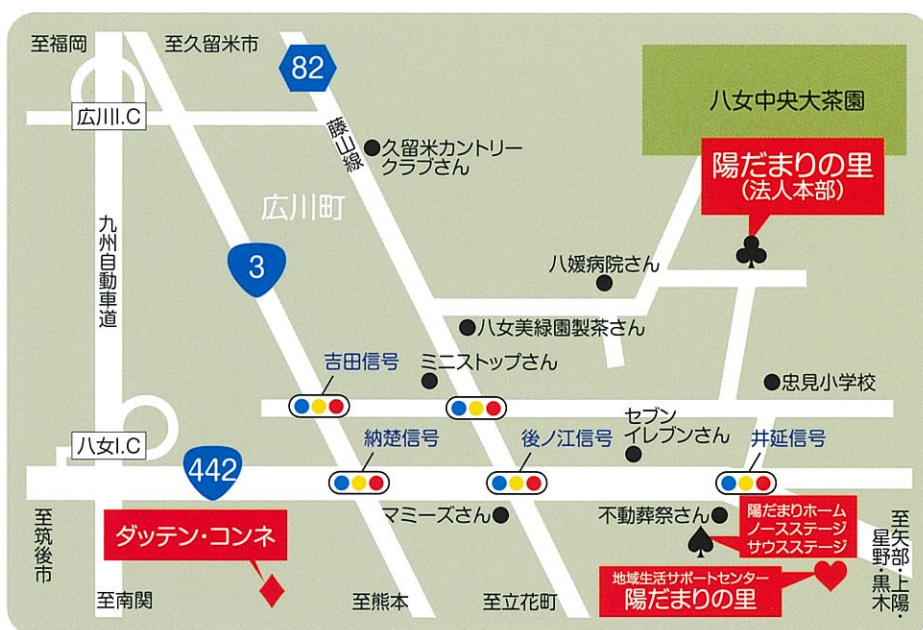 至福岡
至久留米市
82
八女中央大茶園
広川I.C
藤山線
久留米カントリー
クラブさん
陽だまりの里
(法人本部)
広川町
九州自動車道
3
八媛病院さん
八女美緑園製茶さん
吉田信号
ミニストップさん
忠見小学校
セブン
イレブンさん
八女I.C
442
納楚信号
後ノ江信号
井延信号
マミーズさん
不動葬祭さん
陽だまりホーム
ノースステージ
サウスステージ
至矢部・上陽・
星野・黒木
至筑後市
ダッテン・コンネ
地域生活サポートセンター
陽だまりの里
至南関
至熊本
至立花町